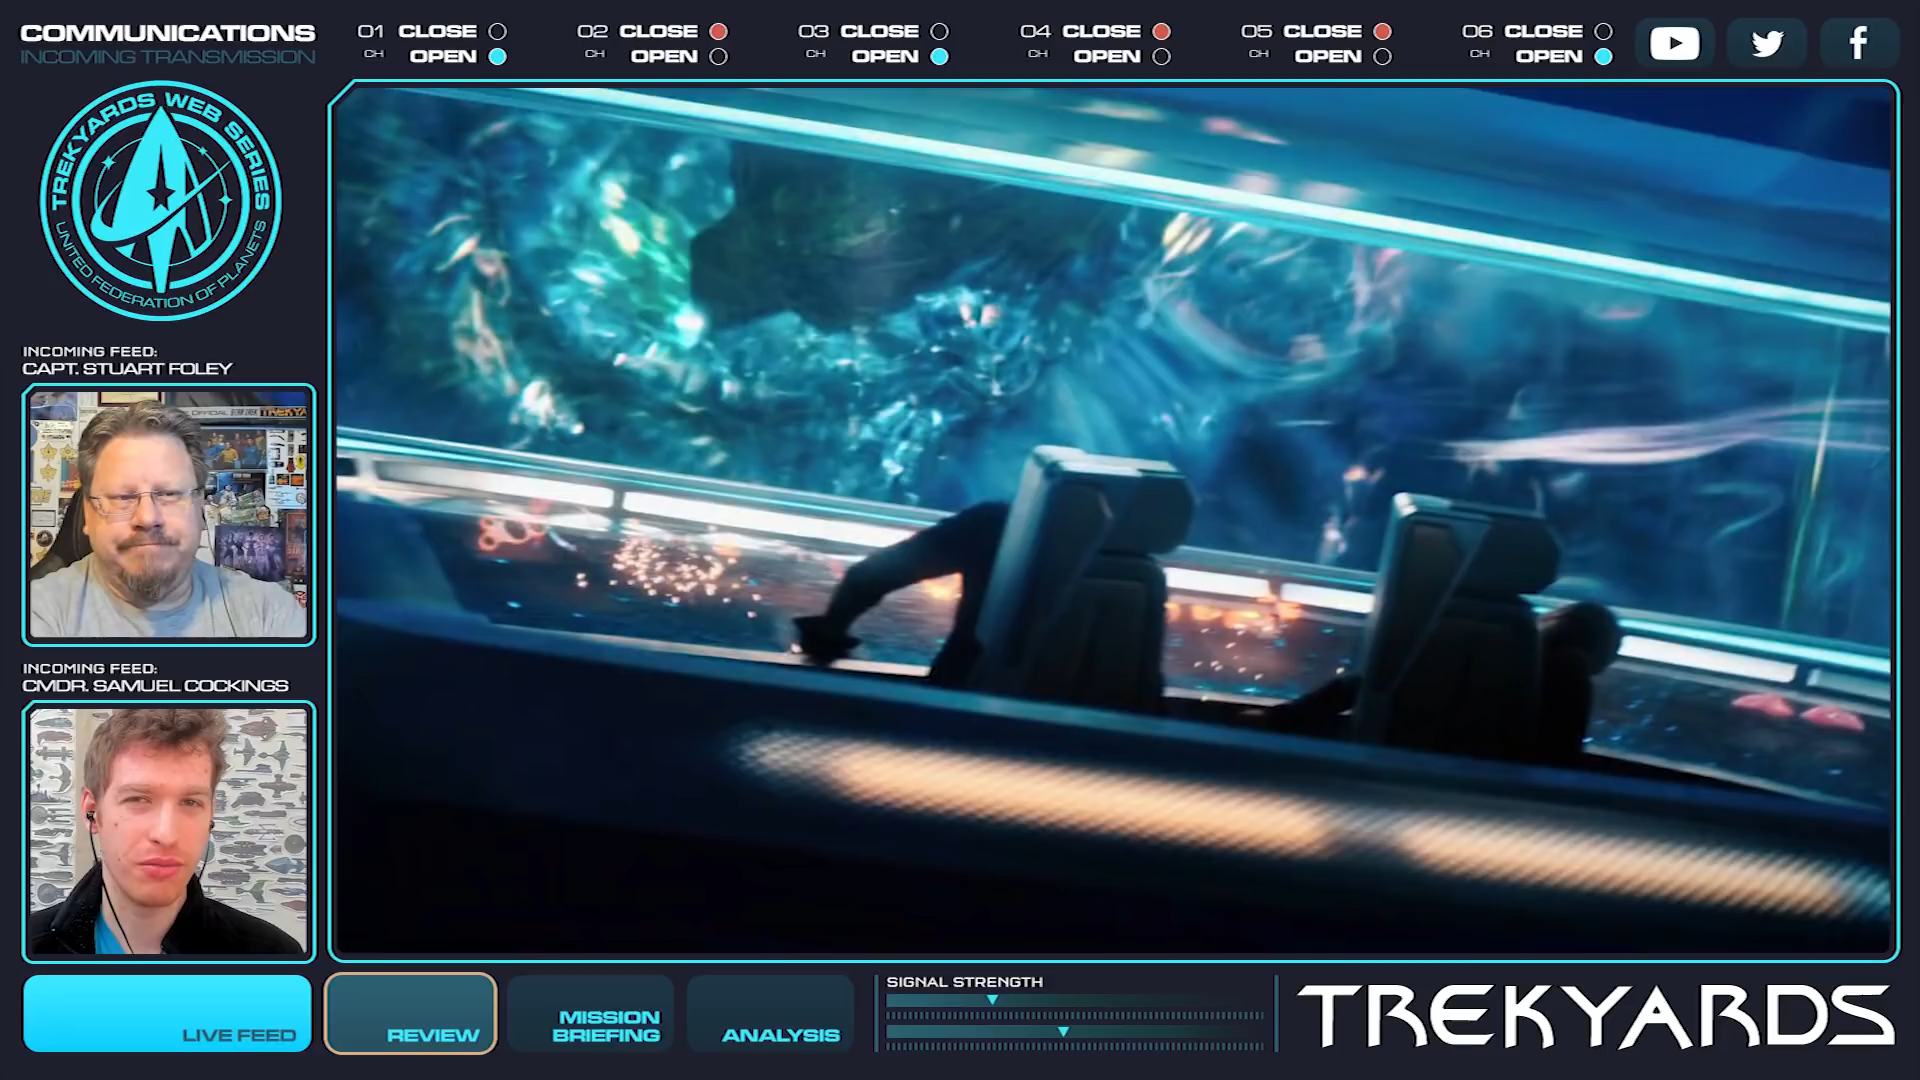 COMMUNICATIONS
INCOMING TRANSMISSION
01 CLOSE
CH OPEN
02 CLOSE
CH OPEN
03 CLOSE
CH OPEN
04 CLOSE
CH OPEN
05 CLOSE
CH OPEN
06 CLOSE
CH OPEN
TREKYARDS WEB SERIES
UNITED FEDERATION OF PLANETS
INCOMING FEED:
CAPT. STUART FOLEY
INCOMING FEED:
CMDR. SAMUEL COCKINGS
LIVE FEED
REVIEW
MISSION
BRIEFING
ANALYSIS
SIGNAL STRENGTH
TREKYARDS